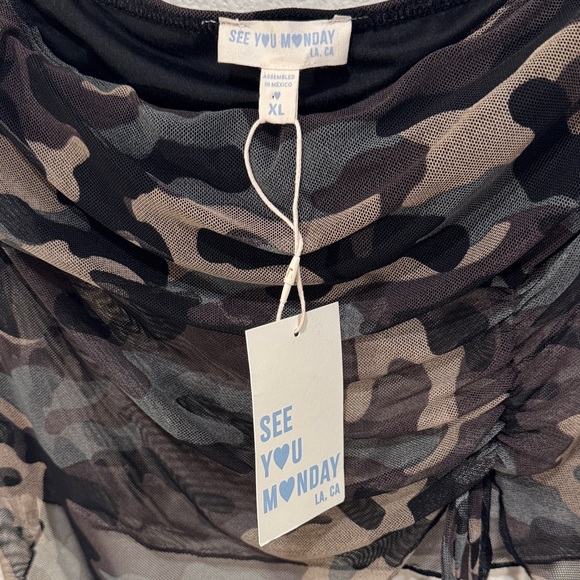 SEE YOU MONDAY
LA, CA
ASSEMBLED
IN MEXICO
XL
SEE
YOU
MONDAY
LA, CA